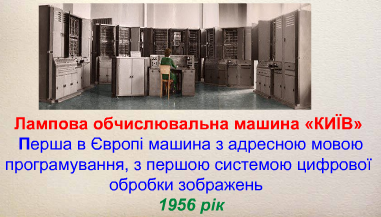 Лампова обчислювальна машина «КИЇВ»
Перша в Європі машина з адресною мовою
програмування, з першою системою цифрової
обробки зображень
1956 рік